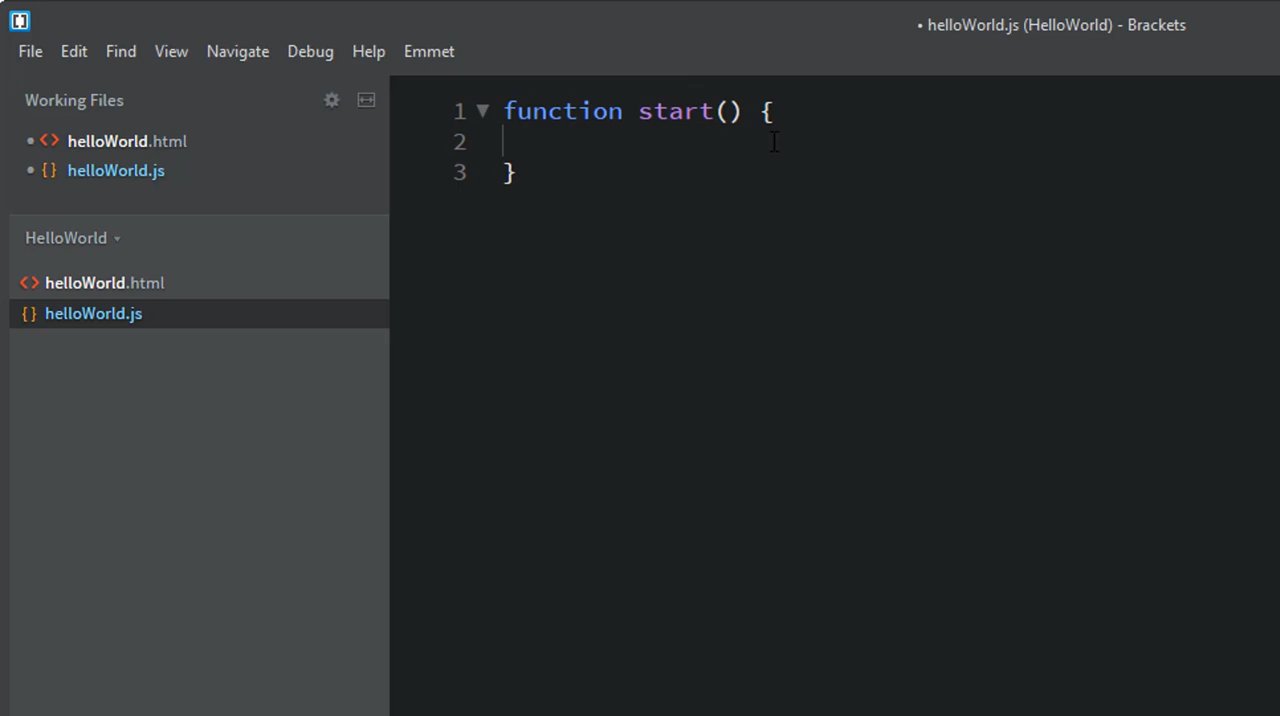 • helloWorld.js (HelloWorld) - Brackets
File Edit Find View Navigate Debug Help Emmet
Working Files
helloWorld.html
helloWorld.js
HelloWorld
helloWorld.html
helloWorld.js
1 function start() {
2
3 }